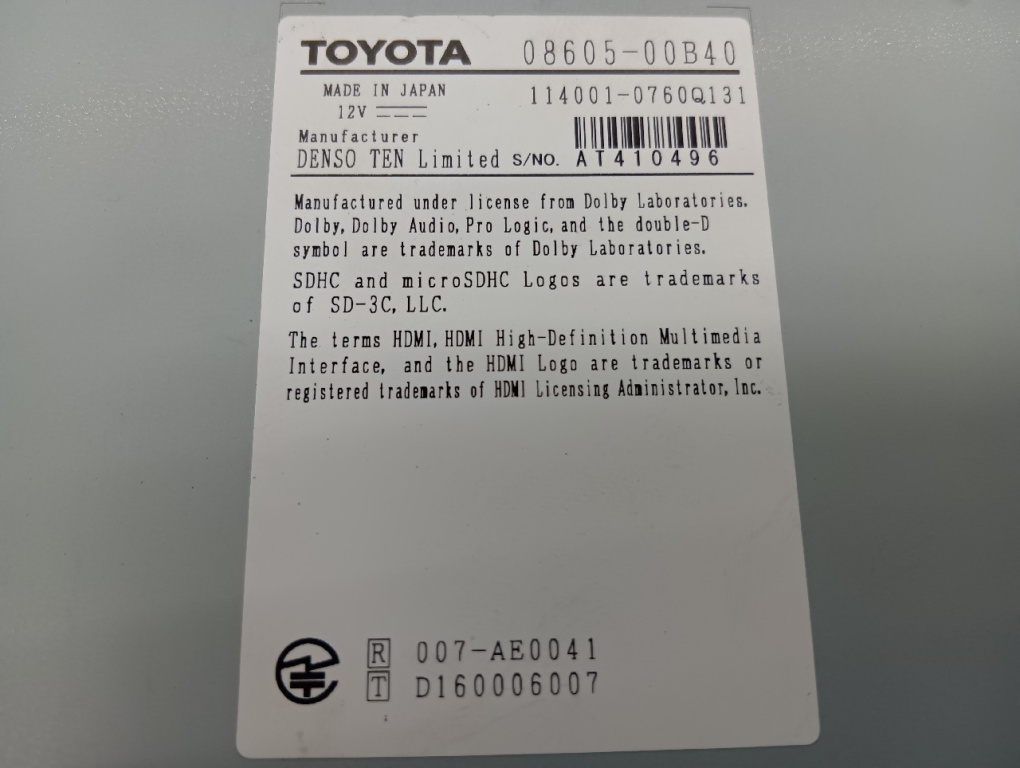 TOYOTA 08605-00B40
MADE IN JAPAN 114001-0760Q131
12V
Manufacturer
DENSO TEN Limited S/NO. AT410496
Manufactured under license from Dolby Laboratories.
Dolby, Dolby Audio, Pro Logic, and the double-D
symbol are trademarks of Dolby Laboratories.
SDHC and microSDHC Logos are trademarks
of SD-3C, LLC.
The terms HDMI, HDMI High-Definition Multimedia
Interface, and the HDMI Logo are trademarks or
registered trademarks of HDMI Licensing Administrator, Inc.
R 007-AE0041
T D160006007